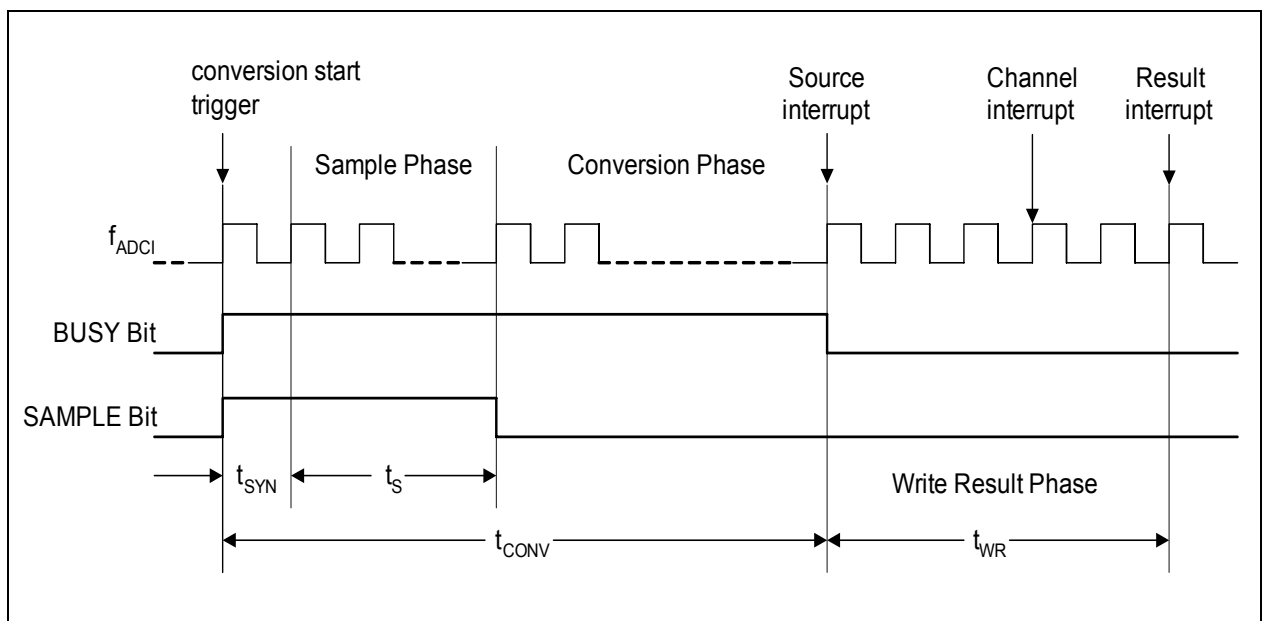 conversion start
trigger
Source
interrupt
Channel
interrupt
Result
interrupt
Sample Phase
Conversion Phase
fADCI
BUSY Bit
SAMPLE Bit
tSYN
tS
Write Result Phase
tCONV
tWR